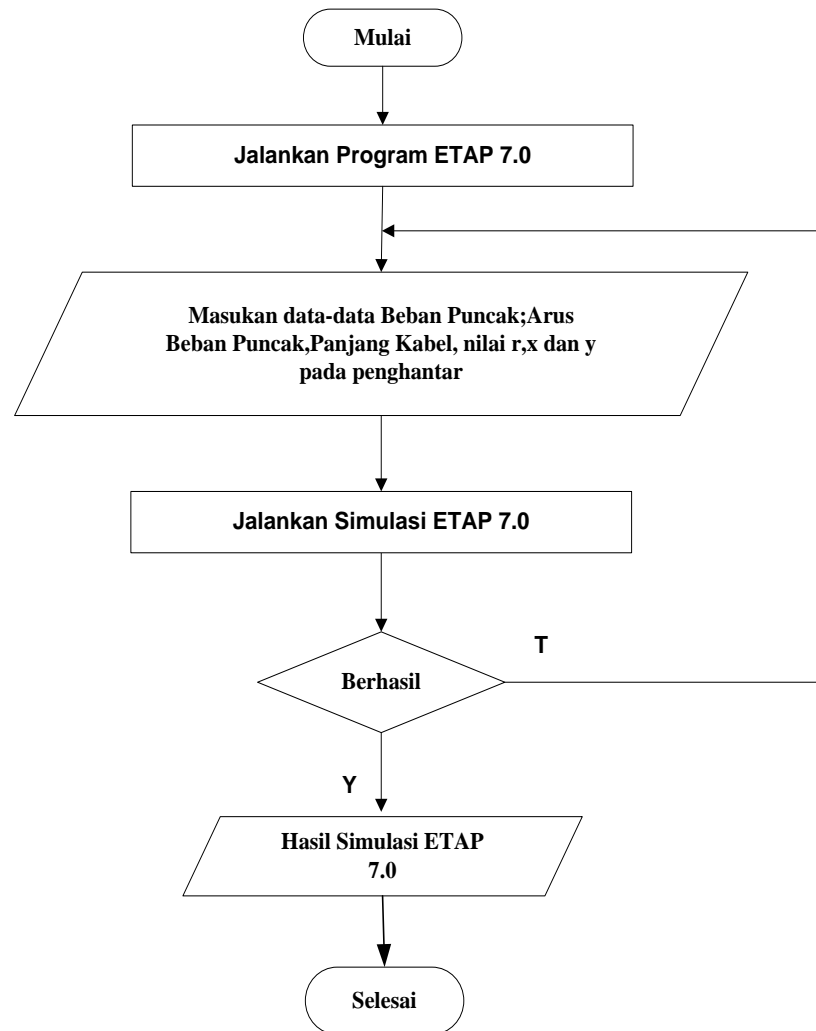 Mulai
Jalankan Program ETAP 7.0
Masukan data-data Beban Puncak;Arus
Beban Puncak,Panjang Kabel, nilai r,x dan y
pada penghantar
Jalankan Simulasi ETAP 7.0
Berhasil
T
Y
Hasil Simulasi ETAP
7.0
Selesai